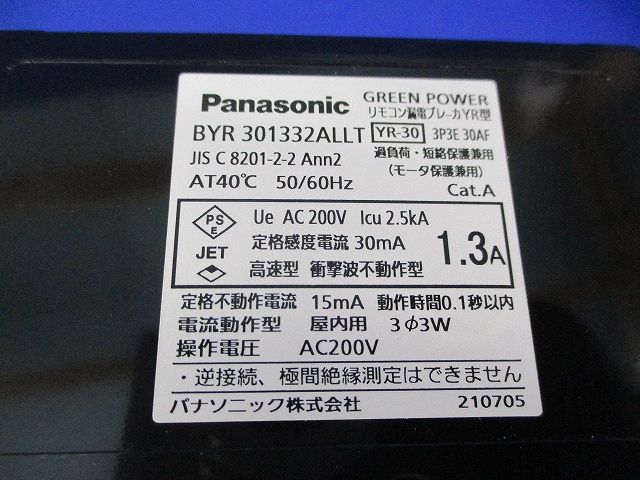 Panasonic GREEN POWER
リモコン漏電ブレーカYR型
BYR 301332ALLT YR-30 3P3E 30AF
JIS C 8201-2-2 Ann2 過負荷・短絡保護兼用
(モータ保護兼用)
AT40℃ 50/60Hz Cat.A
PS
E
JET
Ue AC 200V Icu 2.5kA
定格感度電流 30mA
高速型 衝撃波不動作型
1.3A
定格不動作電流 15mA 動作時間0.1秒以内
電流動作型 屋内用 3φ3W
操作電圧 AC200V
・逆接続、極間絶縁測定はできません
パナソニック株式会社 210705